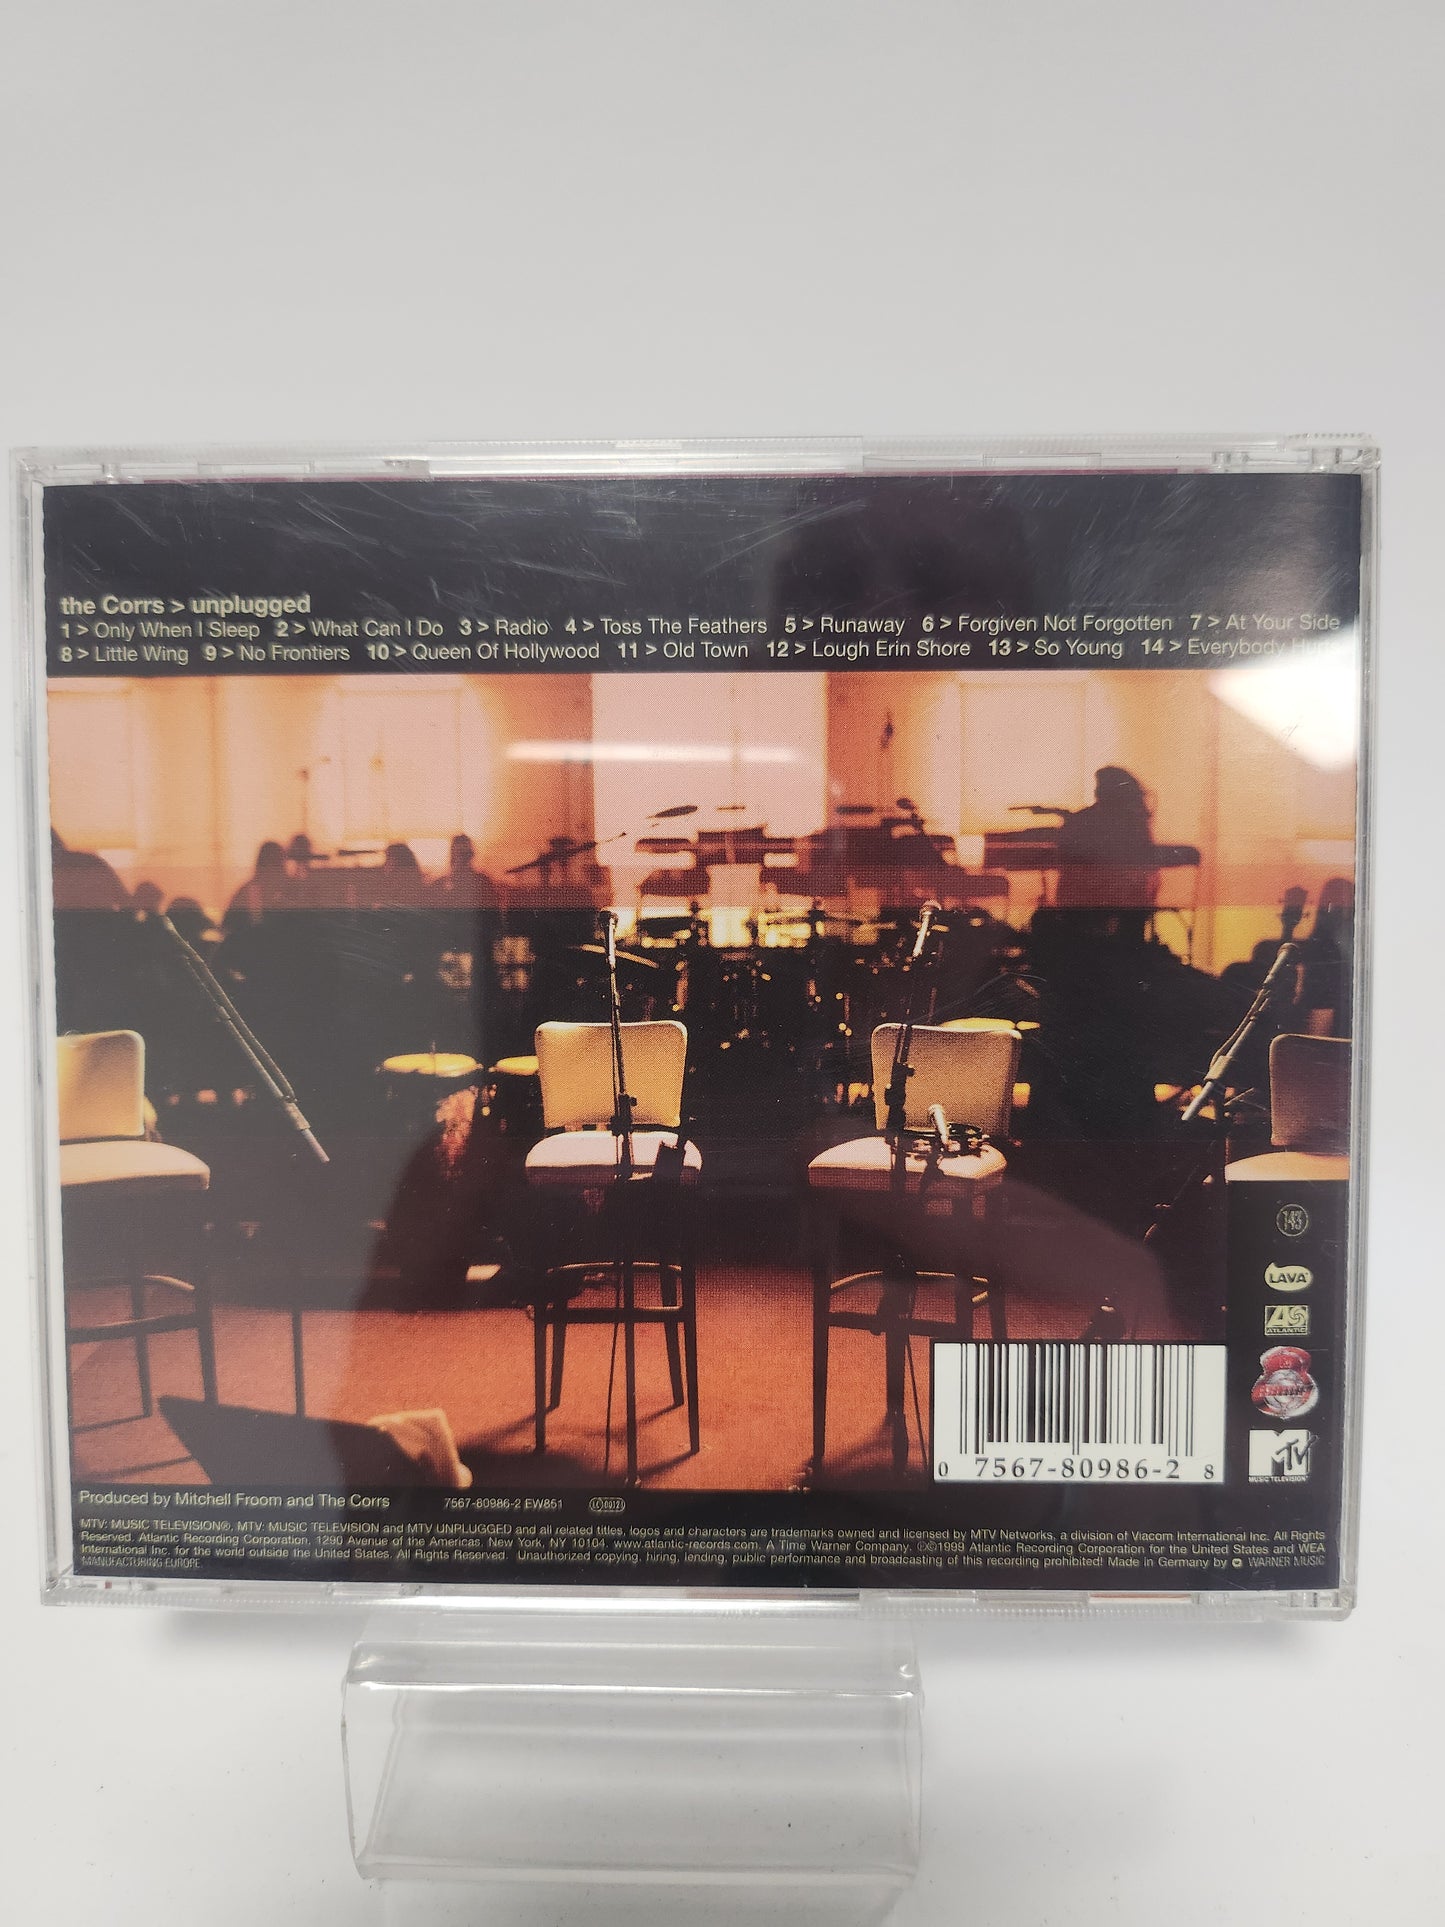 the Corrs > unplugged
1 > Only When I Sleep 2 > What Can I Do 3 > Radio 4 > Toss The Feathers 5 > Runaway 6 > Forgiven Not Forgotten 7 > At Your Side
8 > Little Wing 9 > No Frontiers 10 > Queen Of Hollywood 11 > Old Town 12 > Lough Erin Shore 13 > So Young 14 > Everybody Hurts
143
LAVA
ATLANTIC
MTV
MUSIC TELEVISION
0 7567-80986-2 8
Produced by Mitchell Froom and The Corrs 7567-80986-2 EW851 LC 00121
MTV: MUSIC TELEVISION®, MTV: MUSIC TELEVISION and MTV UNPLUGGED and all related titles, logos and characters are trademarks owned and licensed by MTV Networks, a division of Viacom International Inc. All Rights
Reserved. Atlantic Recording Corporation, 1290 Avenue of the Americas, New York, NY 10104. www.atlantic-records.com. A Time Warner Company. ℗©1999 Atlantic Recording Corporation for the United States and WEA
International Inc. for the world outside the United States. All Rights Reserved. Unauthorized copying, hiring, lending, public performance and broadcasting of this recording prohibited! Made in Germany by WARNER MUSIC
MANUFACTURING EUROPE.